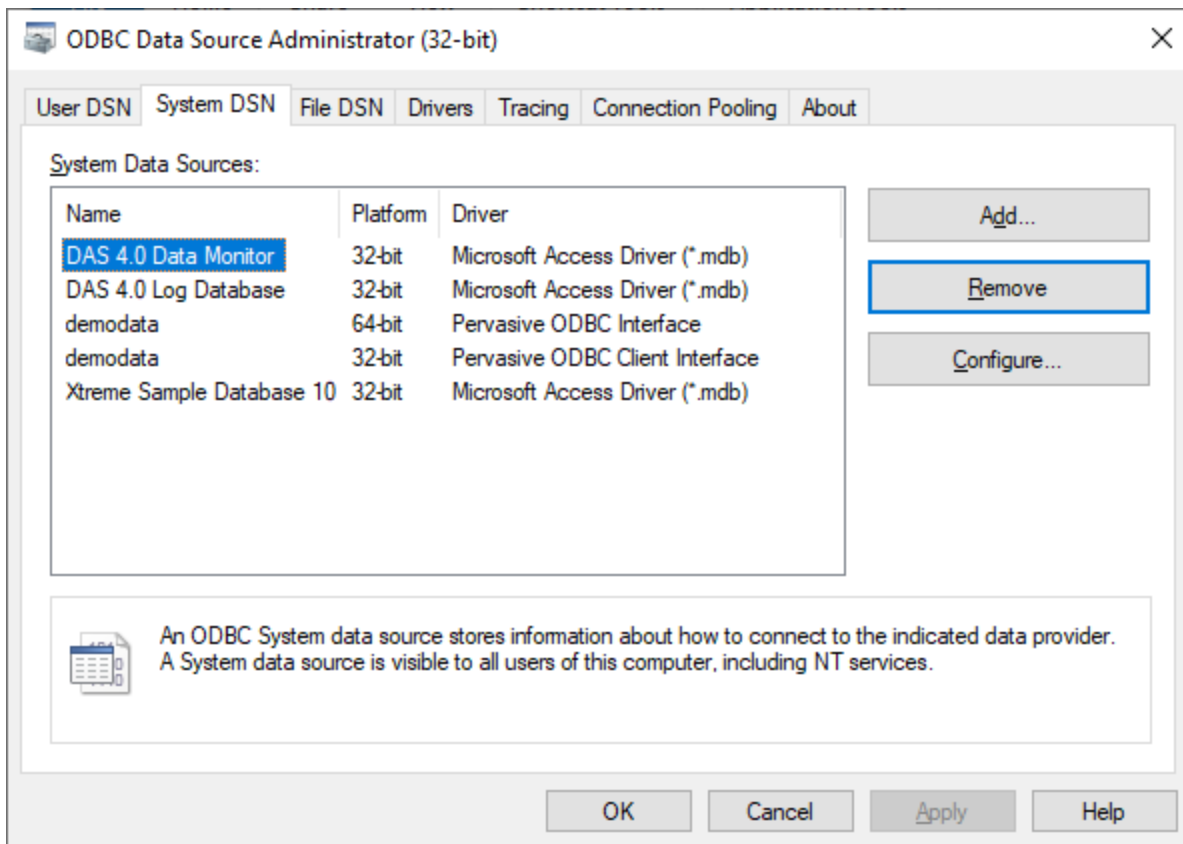 ODBC Data Source Administrator (32-bit)
User DSN System DSN File DSN Drivers Tracing Connection Pooling About
System Data Sources:
Name Platform Driver
DAS 4.0 Data Monitor 32-bit Microsoft Access Driver (*.mdb)
DAS 4.0 Log Database 32-bit Microsoft Access Driver (*.mdb)
demodata 64-bit Pervasive ODBC Interface
demodata 32-bit Pervasive ODBC Client Interface
Xtreme Sample Database 10 32-bit Microsoft Access Driver (*.mdb)
Add...
Remove
Configure...
An ODBC System data source stores information about how to connect to the indicated data provider.
A System data source is visible to all users of this computer, including NT services.
OK Cancel Apply Help